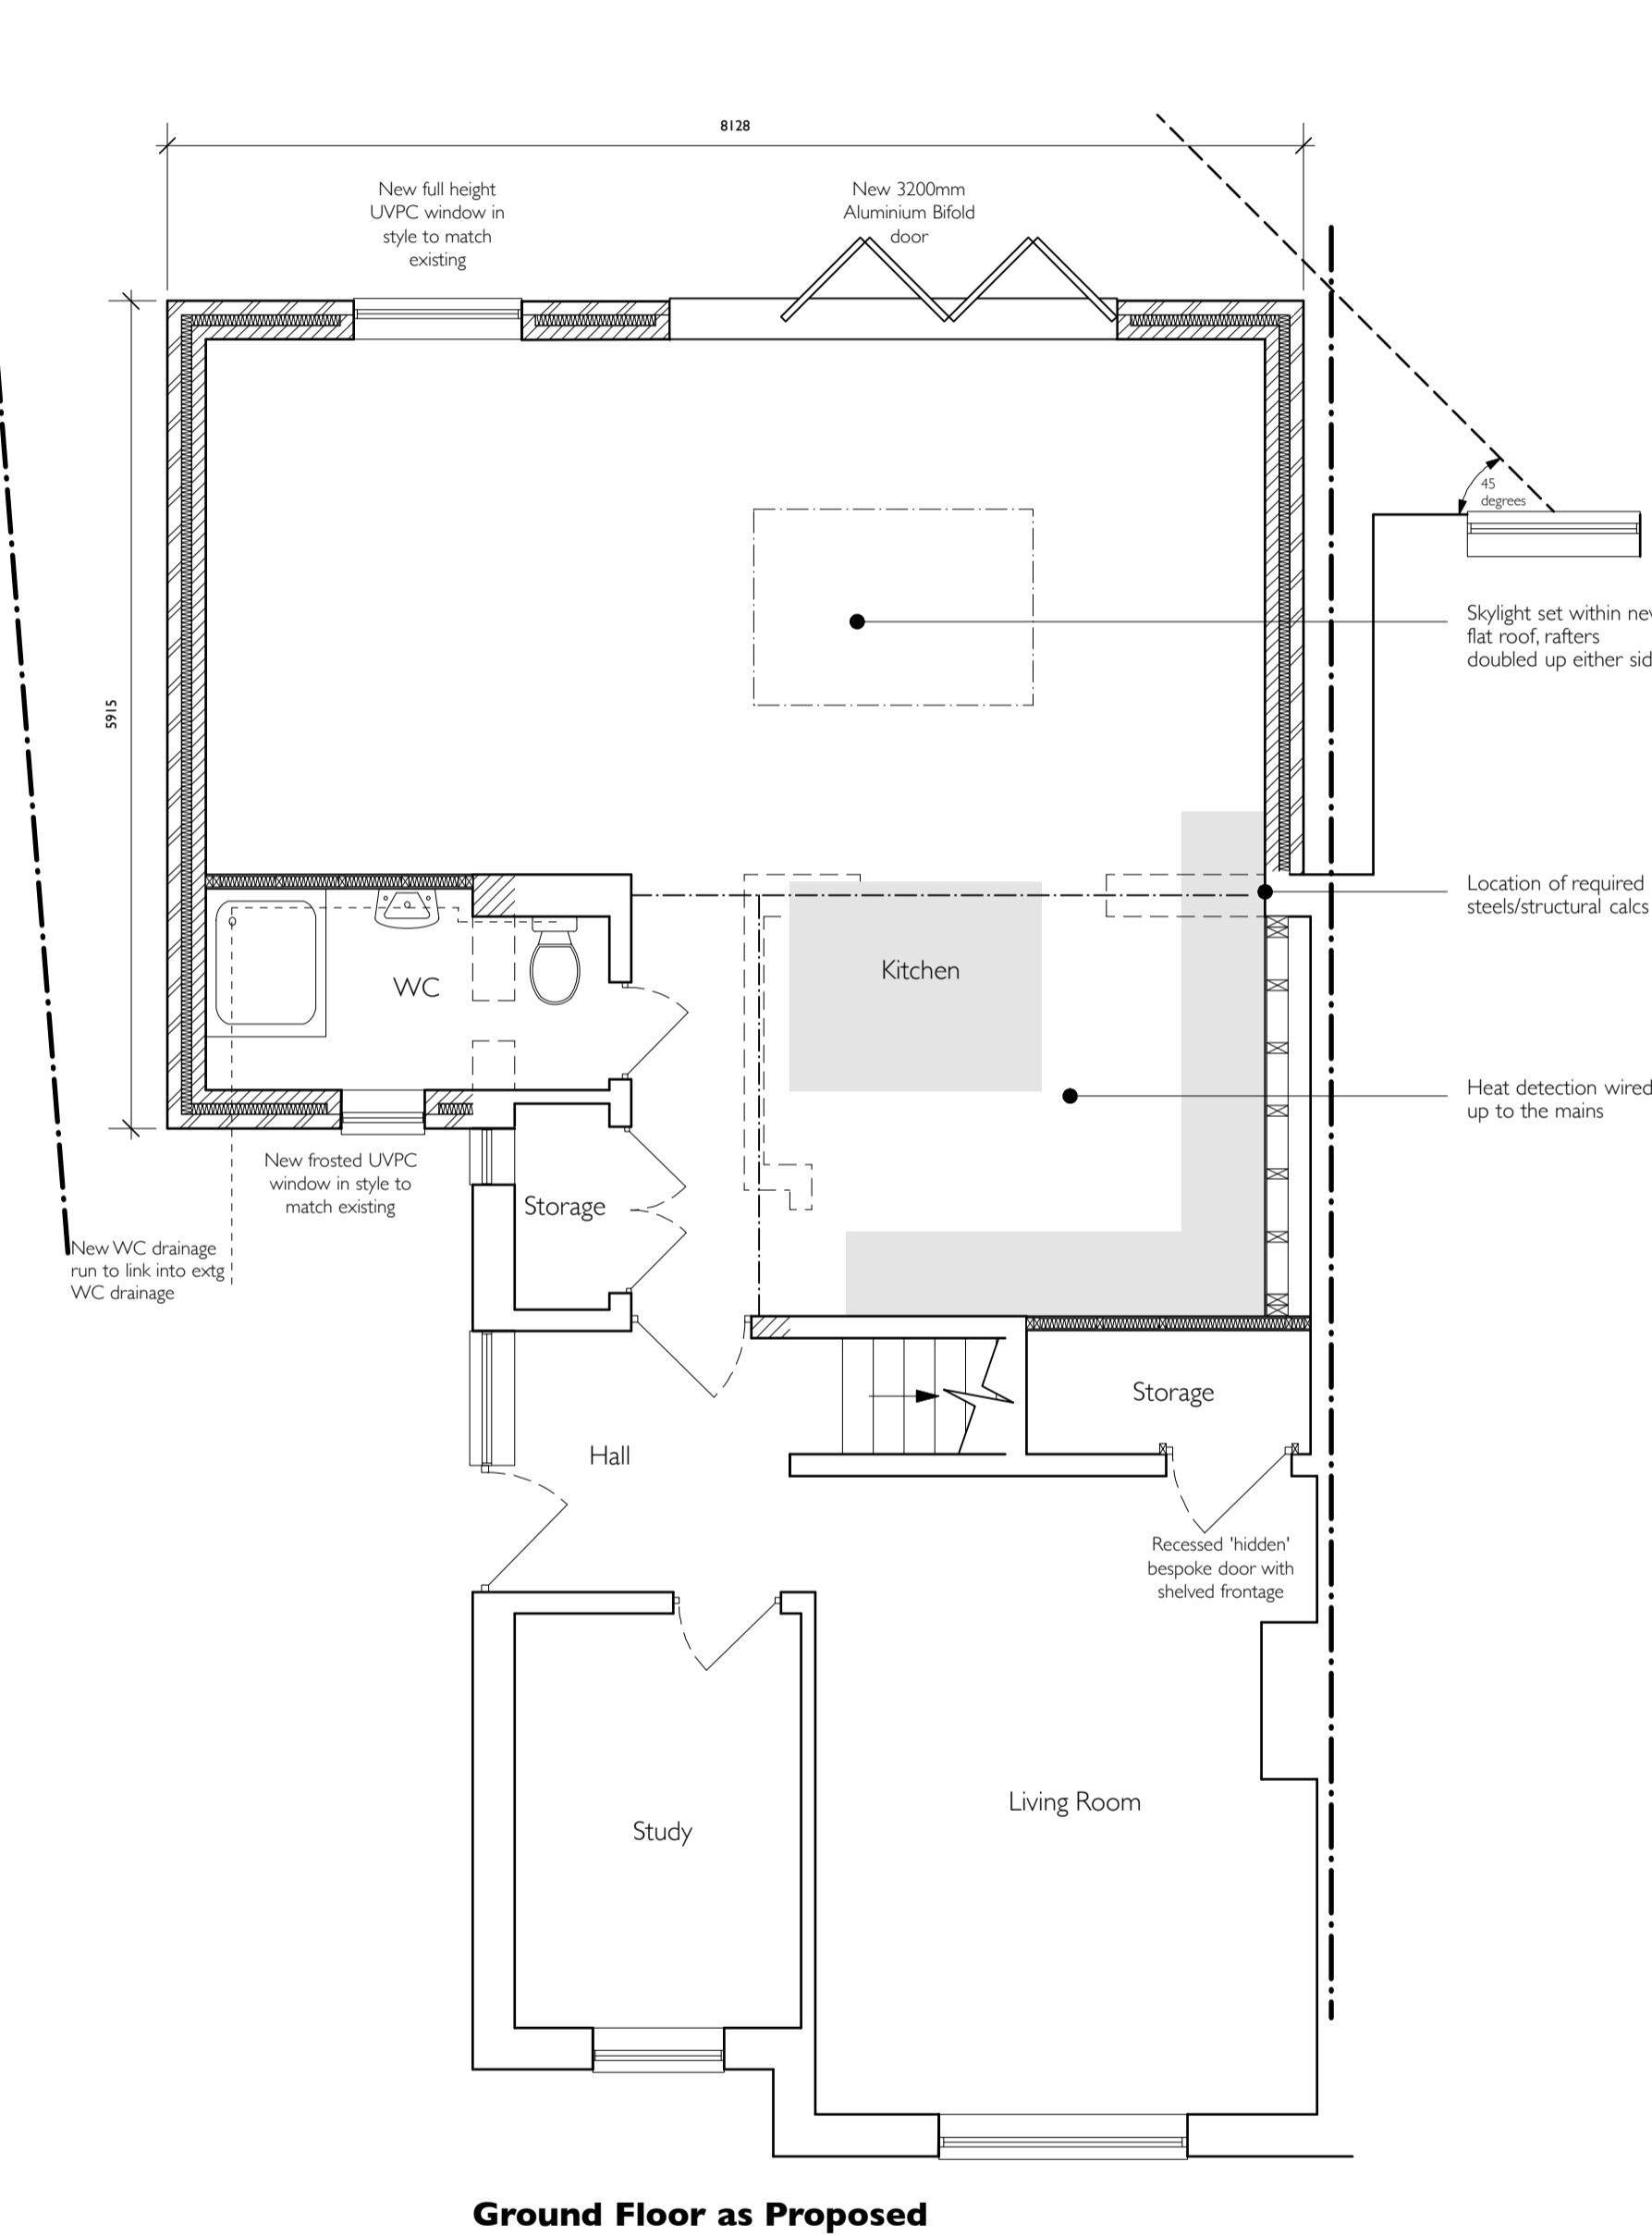 8128
New full height
UVPC window in
style to match
existing
New 3200mm
Aluminium Bifold
door
45
degrees
Skylight set within
flat roof, rafters
doubled up either
5915
Location of required
steels/structural calcs
Kitchen
WC
Heat detection wired
up to the mains
New frosted UVPC
window in style to
match existing
Storage
New WC drainage
run to link into extg
WC drainage
Storage
Hall
Recessed 'hidden'
bespoke door with
shelved frontage
Living Room
Study
Ground Floor as Proposed